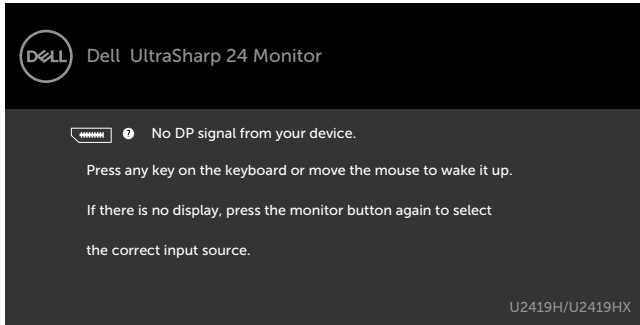 DELL
Dell UltraSharp 24 Monitor
? No DP signal from your device.
Press any key on the keyboard or move the mouse to wake it up.
If there is no display, press the monitor button again to select
the correct input source.
U2419H/U2419HX